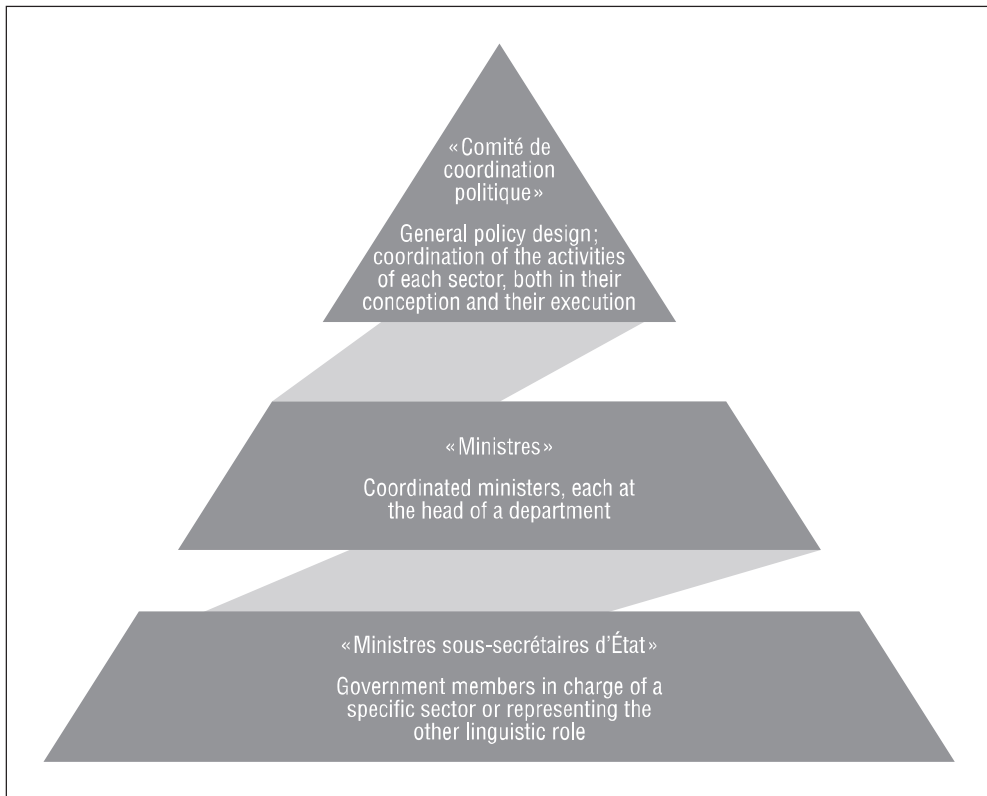 «Comité de
coordination
politique»
General policy design;
coordination of the activities
of each sector, both in their
conception and their execution
«Ministres»
Coordinated ministers, each at
the head of a department
«Ministres sous-secrétaires d'État»
Government members in charge of a
specific sector or representing the
other linguistic role